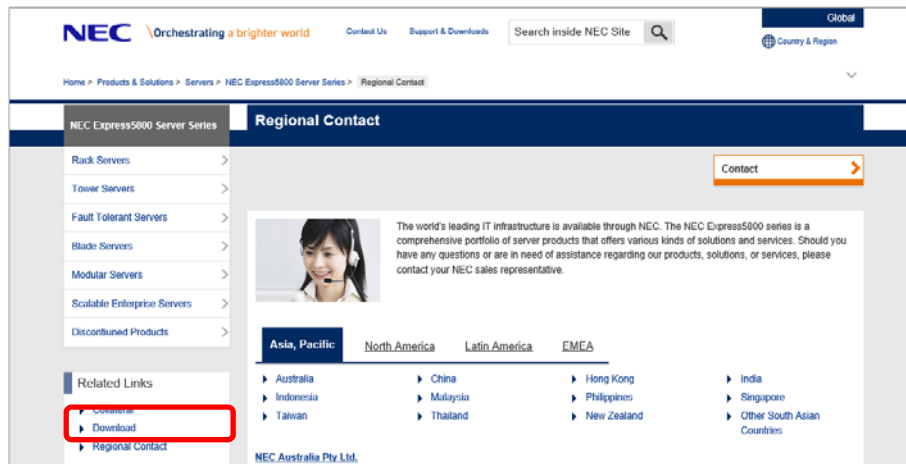 NEC \Orchestrating a brighter world
Contact Us Support & Downloads
Search inside NEC Site
Global
Country & Region
Home > Products & Solutions > Servers > NEC Express5800 Server Series > Regional Contact
NEC Express5800 Server Series
Rack Servers
Tower Servers
Fault Tolerant Servers
Blade Servers
Modular Servers
Scalable Enterprise Servers
Discontiuned Products
Related Links
Collateral
Download
Regional Contact
Regional Contact
Contact
The world's leading IT infrastructure is available through NEC. The NEC Express5800 series is a
comprehensive portfolio of server products that offers various kinds of solutions and services. Should you
have any questions or are in need of assistance regarding our products, solutions, or services, please
contact your NEC sales representative.
Asia, Pacific North America Latin America EMEA
Australia China Hong Kong India
Indonesia Malaysia Philippines Singapore
Taiwan Thailand New Zealand Other South Asian
Countries
NEC Australia Pty Ltd.